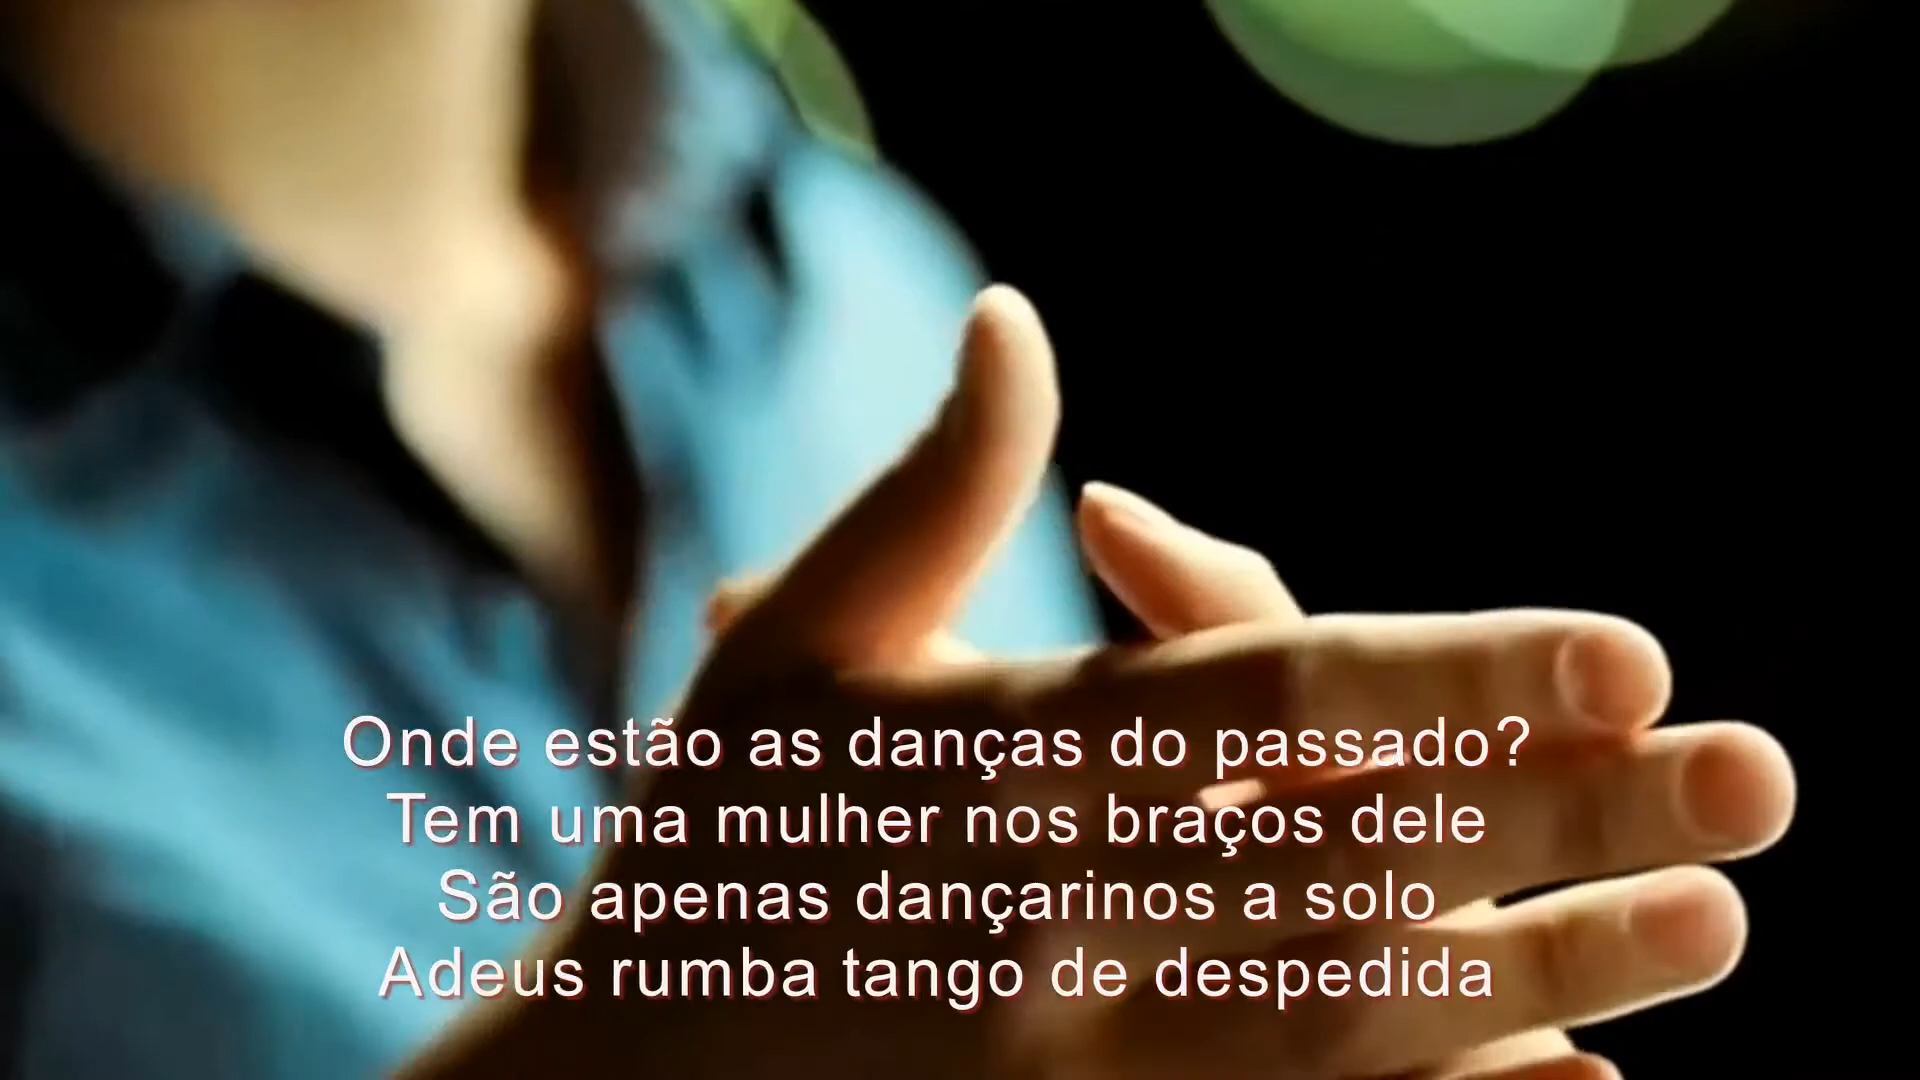 Onde estão as danças do passado?
Tem uma mulher nos braços dele
São apenas dançarinos a solo
Adeus rumba tango de despedida